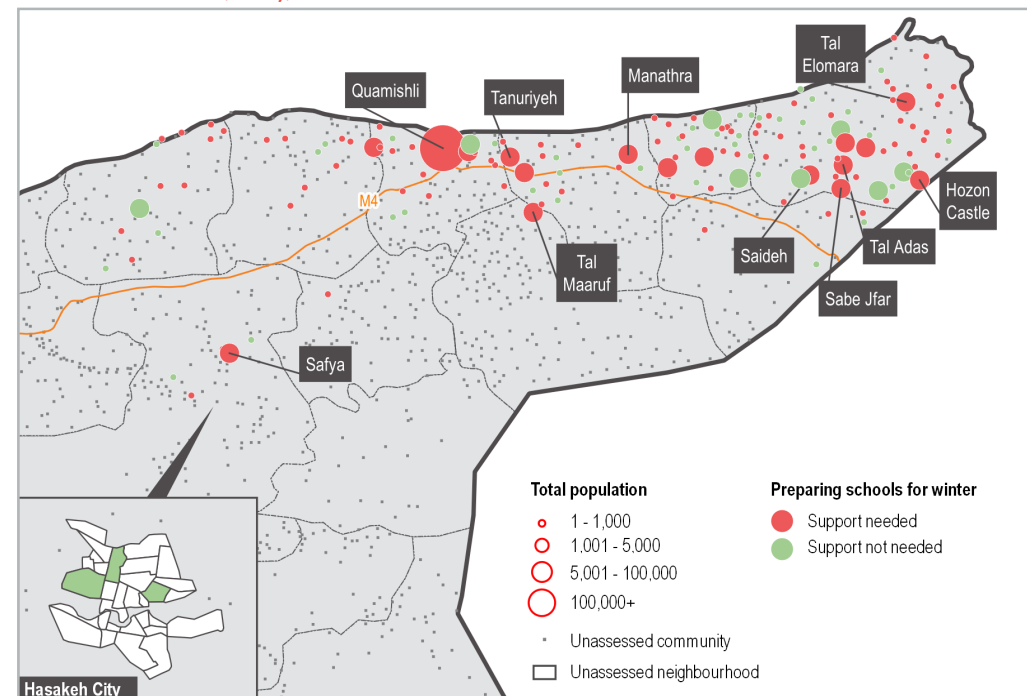 Tal
Elomara
Manathra
Quamishli
Tanuriyeh
M4
Hozon
Castle
Tal Adas
Saideh
Tal
Maaruf
Sabe Jfar
Safya
Total population
1 - 1,000
1,001 - 5,000
5,001 - 100,000
100,000+
Unassessed community
Unassessed neighbourhood
Preparing schools for winter
Support needed
Support not needed
Hasakeh City